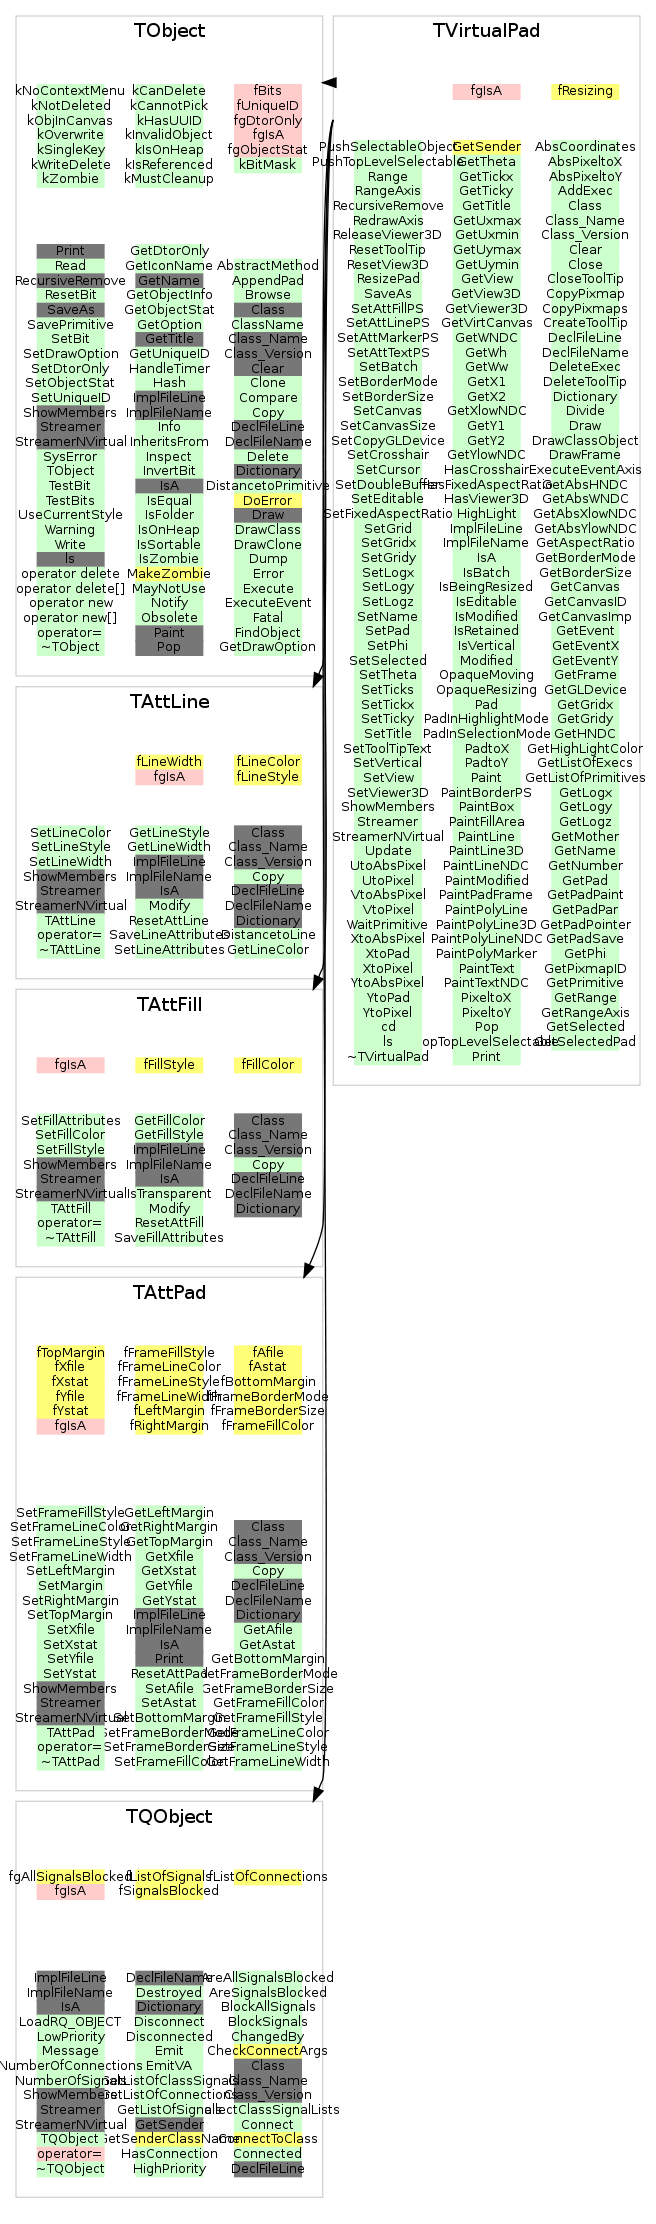 TObject
kNoContextMenu kCanDelete fBits
kNotDeleted kCannotPick fUniqueID
kObjInCanvas kHasUUID fgDtorOnly
kOverwrite kInvalidObject fgIsA
kSingleKey kIsOnHeap fgObjectStat
kWriteDelete kIsReferenced kBitMask
kZombie kMustCleanup
Print GetDtorOnly
Read GetIconName AbstractMethod
RecursiveRemove GetName AppendPad
ResetBit GetObjectInfo Browse
SaveAs GetObjectStat Class
SavePrimitive GetOption ClassName
SetBit GetTitle Class_Name
SetDrawOption GetUniqueID Class_Version
SetDtorOnly HandleTimer Clear
SetObjectStat Hash Clone
SetUniqueID ImplFileLine Compare
ShowMembers ImplFileName Copy
Streamer Info DeclFileLine
StreamerNVirtual InheritsFrom DeclFileName
SysError Inspect Delete
TObject InvertBit Dictionary
TestBit IsA DistancetoPrimitive
TestBits IsEqual DoError
UseCurrentStyle IsFolder Draw
Warning IsOnHeap DrawClass
Write IsSortable DrawClone
ls IsZombie Dump
operator delete MakeZombie Error
operator delete[] MayNotUse Execute
operator new Notify ExecuteEvent
operator new[] Obsolete Fatal
operator= Paint FindObject
~TObject Pop GetDrawOption
TVirtualPad
fgIsA fResizing
PushSelectableObject GetSender AbsCoordinates
PushTopLevelSelectable GetTheta AbsPixeltoX
Range GetTickx AbsPixeltoY
RangeAxis GetTicky AddExec
RecursiveRemove GetTitle Class
RedrawAxis GetUxmax Class_Name
ReleaseViewer3D GetUxmin Class_Version
ResetToolTip GetUymax Clear
ResetView3D GetUymin Close
ResizePad GetView CloseToolTip
SaveAs GetView3D CopyPixmap
SetAttFillPS GetViewer3D CopyPixmaps
SetAttLinePS GetVirtCanvas CreateToolTip
SetAttMarkerPS GetWNDC DeclFileLine
SetAttTextPS GetWh DeclFileName
SetBatch GetWw DeleteExec
SetBorderMode GetX1 DeleteToolTip
SetBorderSize GetX2 Dictionary
SetCanvas GetXlowNDC Divide
SetCanvasSize GetY1 Draw
SetCopyGLDevice GetY2 DrawClassObject
SetCrosshair GetYlowNDC DrawFrame
SetCursor HasCrosshair ExecuteEventAxis
SetDoubleBuffer HasFixedAspectRatio GetAbsHNDC
SetEditable HasViewer3D GetAbsWNDC
SetFixedAspectRatio HighLight GetAbsXlowNDC
SetGrid ImplFileLine GetAbsYlowNDC
SetGridx ImplFileName GetAspectRatio
SetGridy IsA GetBorderMode
SetLogx IsBatch GetBorderSize
SetLogy IsBeingResized GetCanvas
SetLogz IsEditable GetCanvasID
SetName IsModified GetCanvasImp
SetPad IsRetained GetEvent
SetPhi IsVertical GetEventX
SetSelected Modified GetEventY
SetTheta OpaqueMoving GetFrame
SetTicks OpaqueResizing GetGLDevice
SetTickx Pad GetGridx
SetTicky PadInHighlightMode GetGridy
SetTitle PadInSelectionMode GetHNDC
SetToolTipText PadtoX GetHighLightColor
SetVertical PadtoY GetListOfExecs
SetView Paint GetListOfPrimitives
SetViewer3D PaintBorderPS GetLogx
ShowMembers PaintBox GetLogy
Streamer PaintFillArea GetLogz
StreamerNVirtual PaintLine GetMother
Update PaintLine3D GetName
UtoAbsPixel PaintLineNDC GetNumber
UtoPixel PaintModified GetPad
VtoAbsPixel PaintPadFrame GetPadPaint
VtoPixel PaintPolyLine GetPadPar
WaitPrimitive PaintPolyLine3D GetPadPointer
XtoAbsPixel PaintPolyLineNDC GetPadSave
XtoPad PaintPolyMarker GetPhi
XtoPixel PaintText GetPixmapID
YtoAbsPixel PaintTextNDC GetPrimitive
YtoPad PixeltoX GetRange
YtoPixel PixeltoY GetRangeAxis
cd Pop GetSelected
ls opTopLevelSelectable GetSelectedPad
~TVirtualPad Print
TAttLine
fLineWidth fLineColor
fgIsA fLineStyle
SetLineColor GetLineStyle Class
SetLineStyle GetLineWidth Class_Name
SetLineWidth ImplFileLine Class_Version
ShowMembers ImplFileName Copy
Streamer IsA DeclFileLine
StreamerNVirtual Modify DeclFileName
TAttLine ResetAttLine Dictionary
operator= SaveLineAttributes DistancetoLine
~TAttLine SetLineAttributes GetLineColor
TAttFill
fgIsA fFillStyle fFillColor
SetFillAttributes GetFillColor Class
SetFillColor GetFillStyle Class_Name
SetFillStyle ImplFileLine Class_Version
ShowMembers ImplFileName Copy
Streamer IsA DeclFileLine
StreamerNVirtual IsTransparent DeclFileName
TAttFill Modify Dictionary
operator= ResetAttFill
~TAttFill SaveFillAttributes
TAttPad
fTopMargin fFrameFillStyle fAfile
fXfile fFrameLineColor fAstat
fXstat fFrameLineStyle fBottomMargin
fYfile fFrameLineWidth fFrameBorderMode
fYstat fLeftMargin fFrameBorderSize
fgIsA fRightMargin fFrameFillColor
SetFrameFillStyle GetLeftMargin
SetFrameLineColor GetRightMargin Class
SetFrameLineStyle GetTopMargin Class_Name
SetFrameLineWidth GetXfile Class_Version
SetLeftMargin GetXstat Copy
SetMargin GetYfile DeclFileLine
SetRightMargin GetYstat DeclFileName
SetTopMargin ImplFileLine Dictionary
SetXfile ImplFileName GetAfile
SetXstat IsA GetAstat
SetYfile Print GetBottomMargin
SetYstat ResetAttPad GetFrameBorderMode
ShowMembers SetAfile GetFrameBorderSize
Streamer SetAstat GetFrameFillColor
StreamerNVirtual SetBottomMargin GetFrameFillStyle
TAttPad SetFrameBorderMode GetFrameLineColor
operator= SetFrameBorderSize GetFrameLineStyle
~TAttPad SetFrameFillColor GetFrameLineWidth
TQObject
fgAllSignalsBlocked fListOfSignals fListOfConnections
fgIsA fSignalsBlocked
ImplFileLine DeclFileName AreAllSignalsBlocked
ImplFileName Destroyed AreSignalsBlocked
IsA Dictionary BlockAllSignals
LoadRQ_OBJECT Disconnect BlockSignals
LowPriority Disconnected ChangedBy
Message Emit CheckConnectArgs
NumberOfConnections EmitVA Class
NumberOfSignals GetListOfClassSignals Class_Name
ShowMembers GetListOfConnections Class_Version
Streamer GetListOfSignals CollectClassSignalLists
StreamerNVirtual GetSender Connect
TQObject GetSenderClassName ConnectToClass
operator= HasConnection Connected
~TQObject HighPriority DeclFileLine